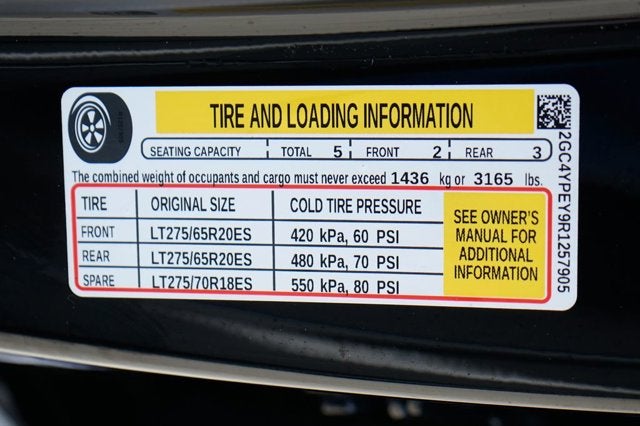 TIRE AND LOADING INFORMATION
SEATING CAPACITY TOTAL 5 FRONT 2 REAR 3
The combined weight of occupants and cargo must never exceed 1436 kg or 3165 lbs.
TIRE ORIGINAL SIZE COLD TIRE PRESSURE
FRONT LT275/65R20ES 420 kPa, 60 PSI
REAR LT275/65R20ES 480 kPa, 70 PSI
SPARE LT275/70R18ES 550 kPa, 80 PSI
SEE OWNER'S
MANUAL FOR
ADDITIONAL
INFORMATION
2GC4YPEY9R1257905